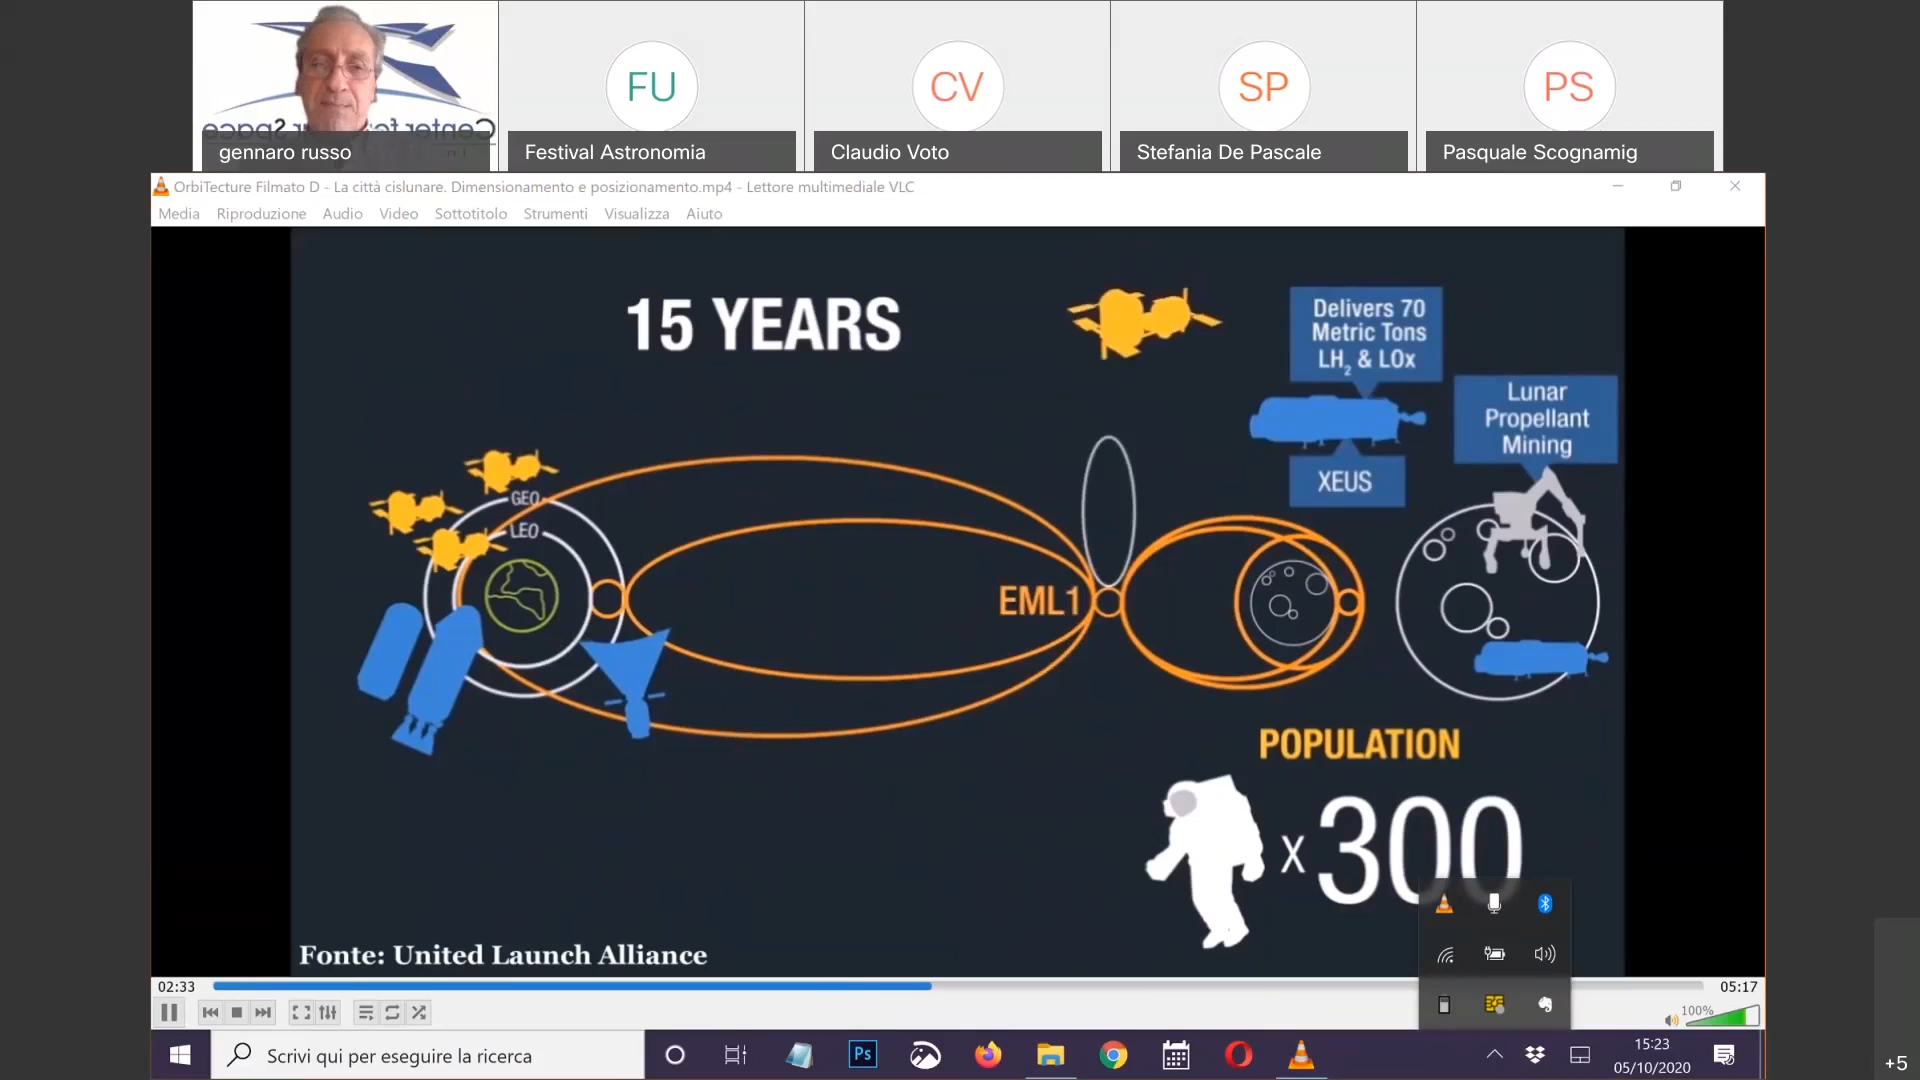 FU
CV
SP
PS
gennaro russo
Festival Astronomia
Claudio Voto
Stefania De Pascale
Pasquale Scognamig
OrbiTecture Filmato D - La città cislunare. Dimensionamento e posizionamento.mp4 - Lettore multimediale VLC
Media Riproduzione Audio Video Sottotitolo Strumenti Visualizza Aiuto
15 YEARS
Delivers 70
Metric Tons
LH2 & LOx
Lunar
Propellant
Mining
XEUS
GEO
LEO
EML1
POPULATION
x 300
Fonte: United Launch Alliance
02:33
05:17
100%
Scrivi qui per eseguire la ricerca
Ps
15:23
05/10/2020
+5